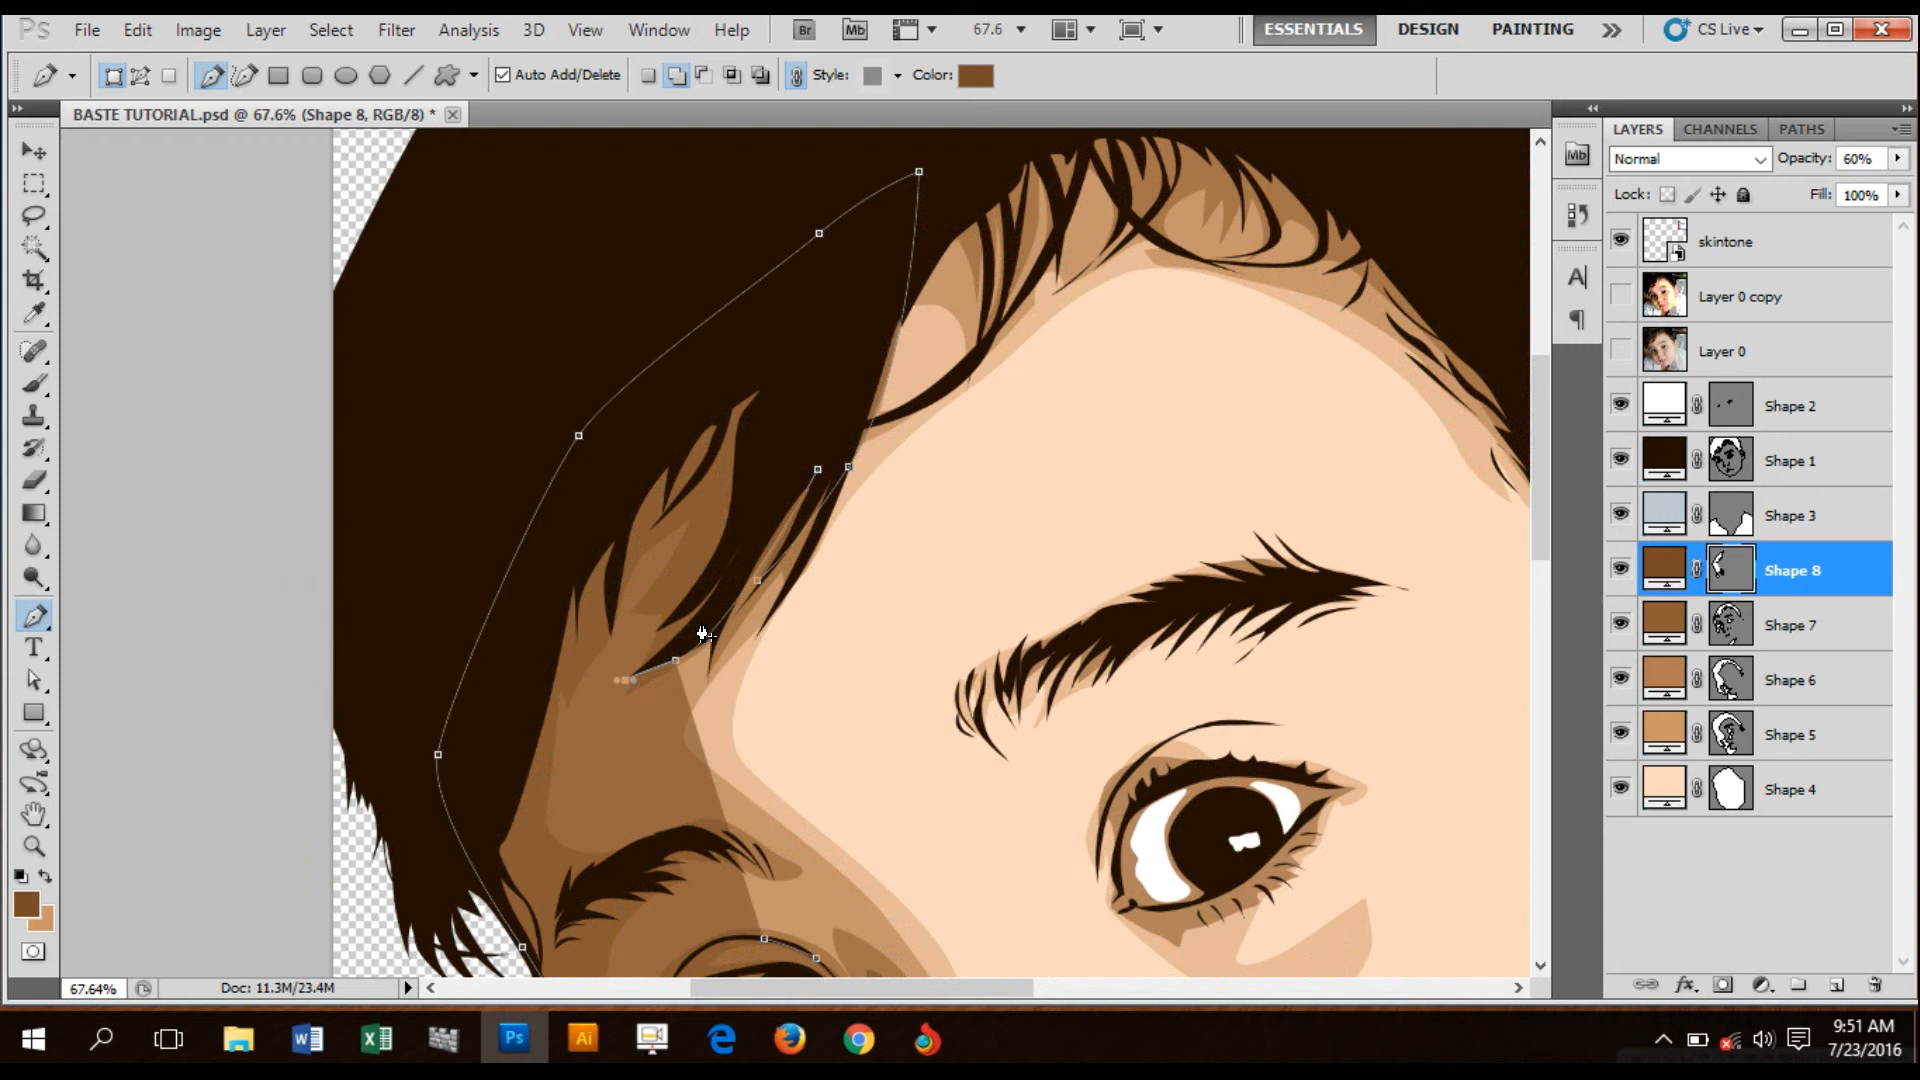 Ps File Edit Image Layer Select Filter Analysis 3D View Window Help Br Mb 67.6 ESSENTIALS DESIGN PAINTING CS Live
Auto Add/Delete Style: Color:
BASTE TUTORIAL.psd @ 67.6% (Shape 8, RGB/8) *
LAYERS CHANNELS PATHS
Mb
Normal Opacity: 60%
Lock: Fill: 100%
skintone
Layer 0 copy
Layer 0
Shape 2
Shape 1
Shape 3
Shape 8
Shape 7
Shape 6
Shape 5
Shape 4
67.64% Doc: 11.3M/23.4M
fx
Ps Ai
9:51 AM
7/23/2016